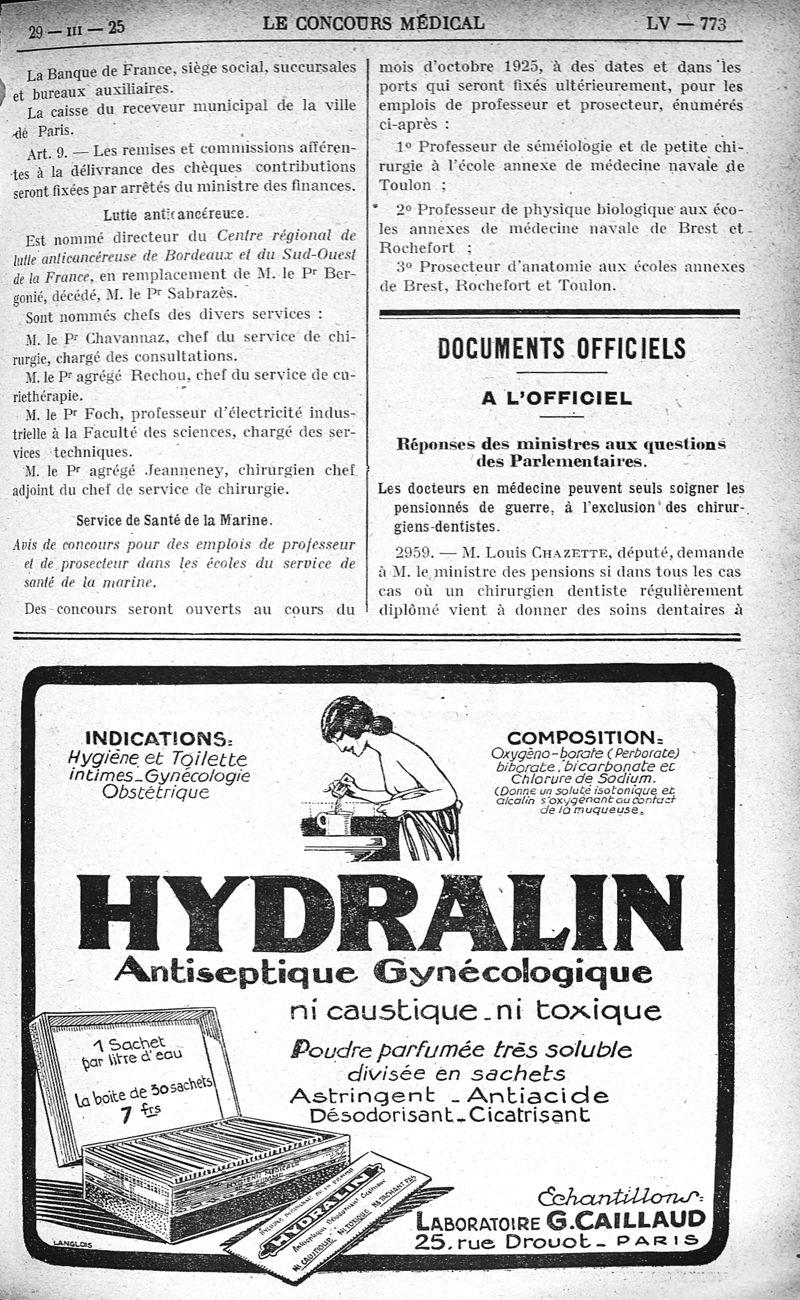 29 — III — 25
LE CONCOURS MÉDICAL
LV — 773
La Banque de France, siège social, succursales
et bureaux auxiliaires.
La caisse du receveur municipal de la ville
de Paris.
Art. 9. — Les remises et commissions afféren-
tes à la délivrance des chèques contributions
seront fixées par arrêtés du ministre des finances.
Lutte anticancéreuse.
Est nommé directeur du Centre régional de
lutte anticancéreuse de Bordeaux et du Sud-Ouest
de la France, en remplacement de M. le Pr Ber-
gonié, décédé, M. le Pr Sabrazès.
Sont nommés chefs des divers services :
M. le Pr Chavannaz, chef du service de chi-
rurgie, chargé des consultations.
M. le Pr agrégé Rechou, chef du service de cu-
riethérapie.
M. le Pr Foch, professeur d'électricité indus-
trielle à la Faculté des sciences, chargé des ser-
vices techniques.
M. le Pr agrégé Jeanneney, chirurgien chef
adjoint du chef de service de chirurgie.
Service de Santé de la Marine.
Avis de concours pour des emplois de professeur
et de prosecteur dans les écoles du service de
santé de la marine.
Des concours seront ouverts au cours du
mois d'octobre 1925, à des dates et dans les
ports qui seront fixés ultérieurement, pour les
emplois de professeur et prosecteur, énumérés
ci-après :
1º Professeur de séméiologie et de petite chi-
rurgie à l'école annexe de médecine navale de
Toulon ;
2º Professeur de physique biologique aux éco-
les annexes de médecine navale de Brest et
Rochefort ;
3º Prosecteur d'anatomie aux écoles annexes
de Brest, Rochefort et Toulon.
DOCUMENTS OFFICIELS
A L'OFFICIEL
Réponses des ministres aux questions
des Parlementaires.
Les docteurs en médecine peuvent seuls soigner les
pensionnés de guerre, à l'exclusion des chirur-
giens-dentistes.
2959. — M. Louis CHAZETTE, député, demande
à M. le ministre des pensions si dans tous les cas
cas où un chirurgien dentiste régulièrement
diplômé vient à donner des soins dentaires à
INDICATIONS:
Hygiène et Toilette
intimes-Gynécologie
Obstétrique
COMPOSITION:
Oxygèno-borate (Perborate)
biborate, bicarbonate et
Chlorure de Sodium.
(Donne un soluté isotonique et
alcalin s'oxygénant au contact
de la muqueuse.
HYDRALIN
Antiseptique Gynécologique
ni caustique-ni toxique
Poudre parfumée très soluble
divisée en sachets
Astringent - Antiacide
Désodorisant-Cicatrisant
1 Sachet
par litre d'eau
La boîte de 30 sachets
7 frs
HYDRALIN
Antiseptique Désodorisant
NI CAUSTIQUE NI TOXIQUE NE TACHANT PAS
LANGLOIS
Échantillons:
LABORATOIRE G. CAILLAUD
25, rue Drouot - PARIS